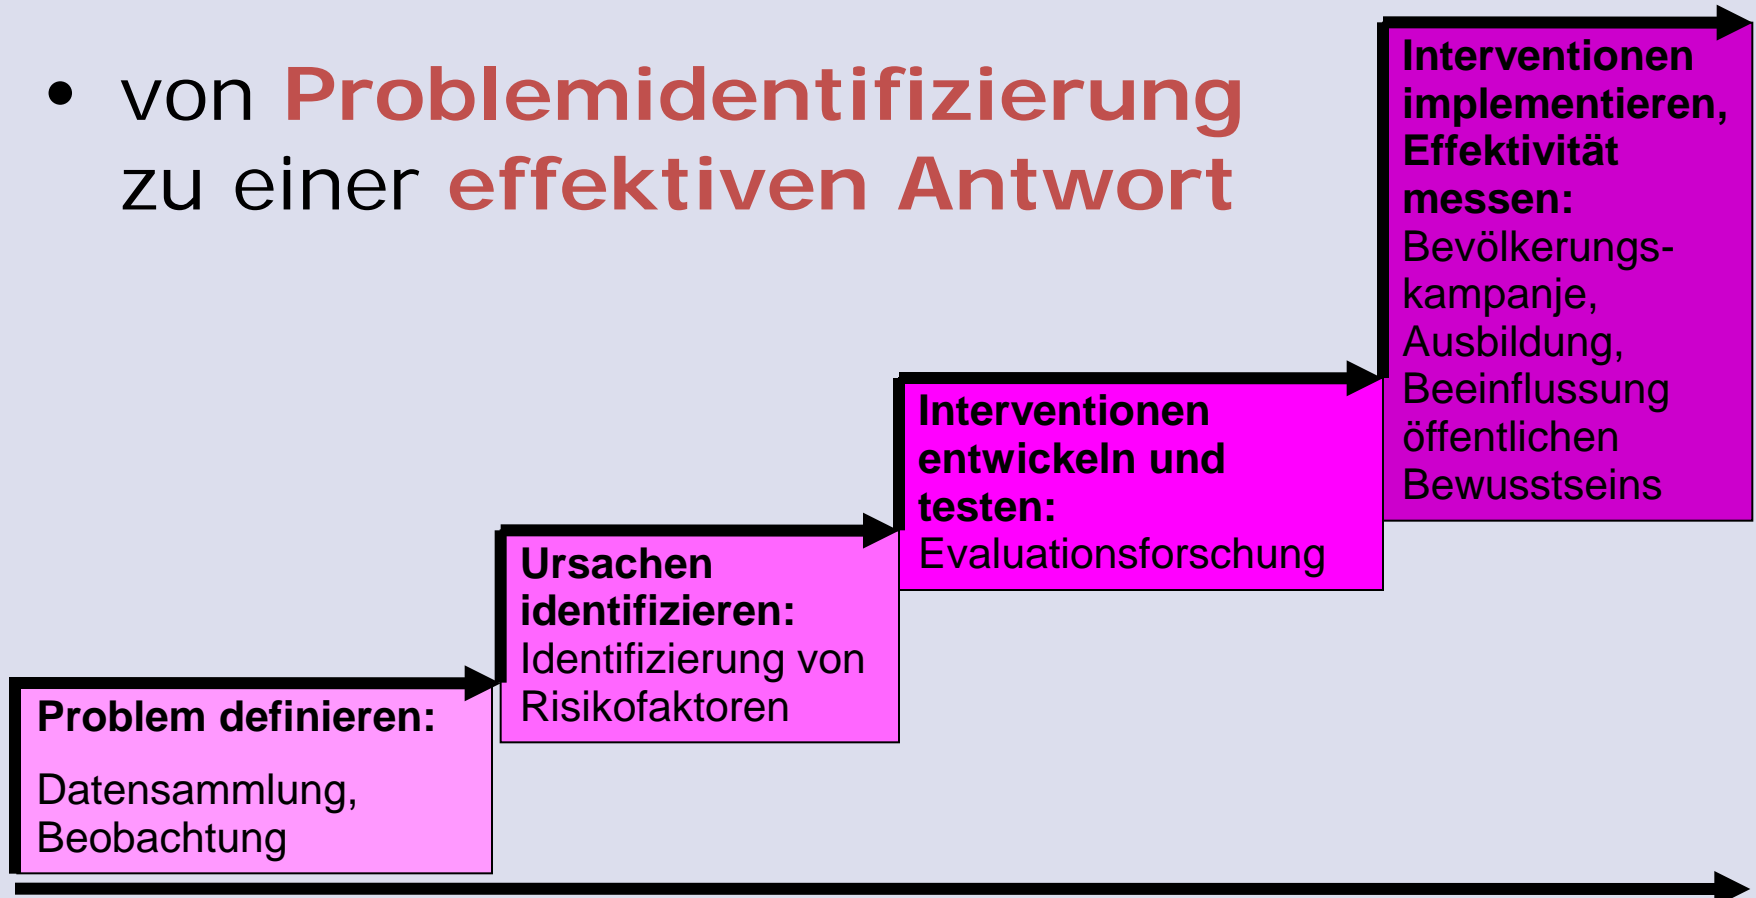 • von Problemidentifizierung
zu einer effektiven Antwort
Problem definieren:
Datensammlung,
Beobachtung
Ursachen
identifizieren:
Identifizierung von
Risikofaktoren
Interventionen
entwickeln und
testen:
Evaluationsforschung
Interventionen
implementieren,
Effektivität
messen:
Bevölkerungs-
kampanje,
Ausbildung,
Beeinflussung
öffentlichen
Bewusstseins